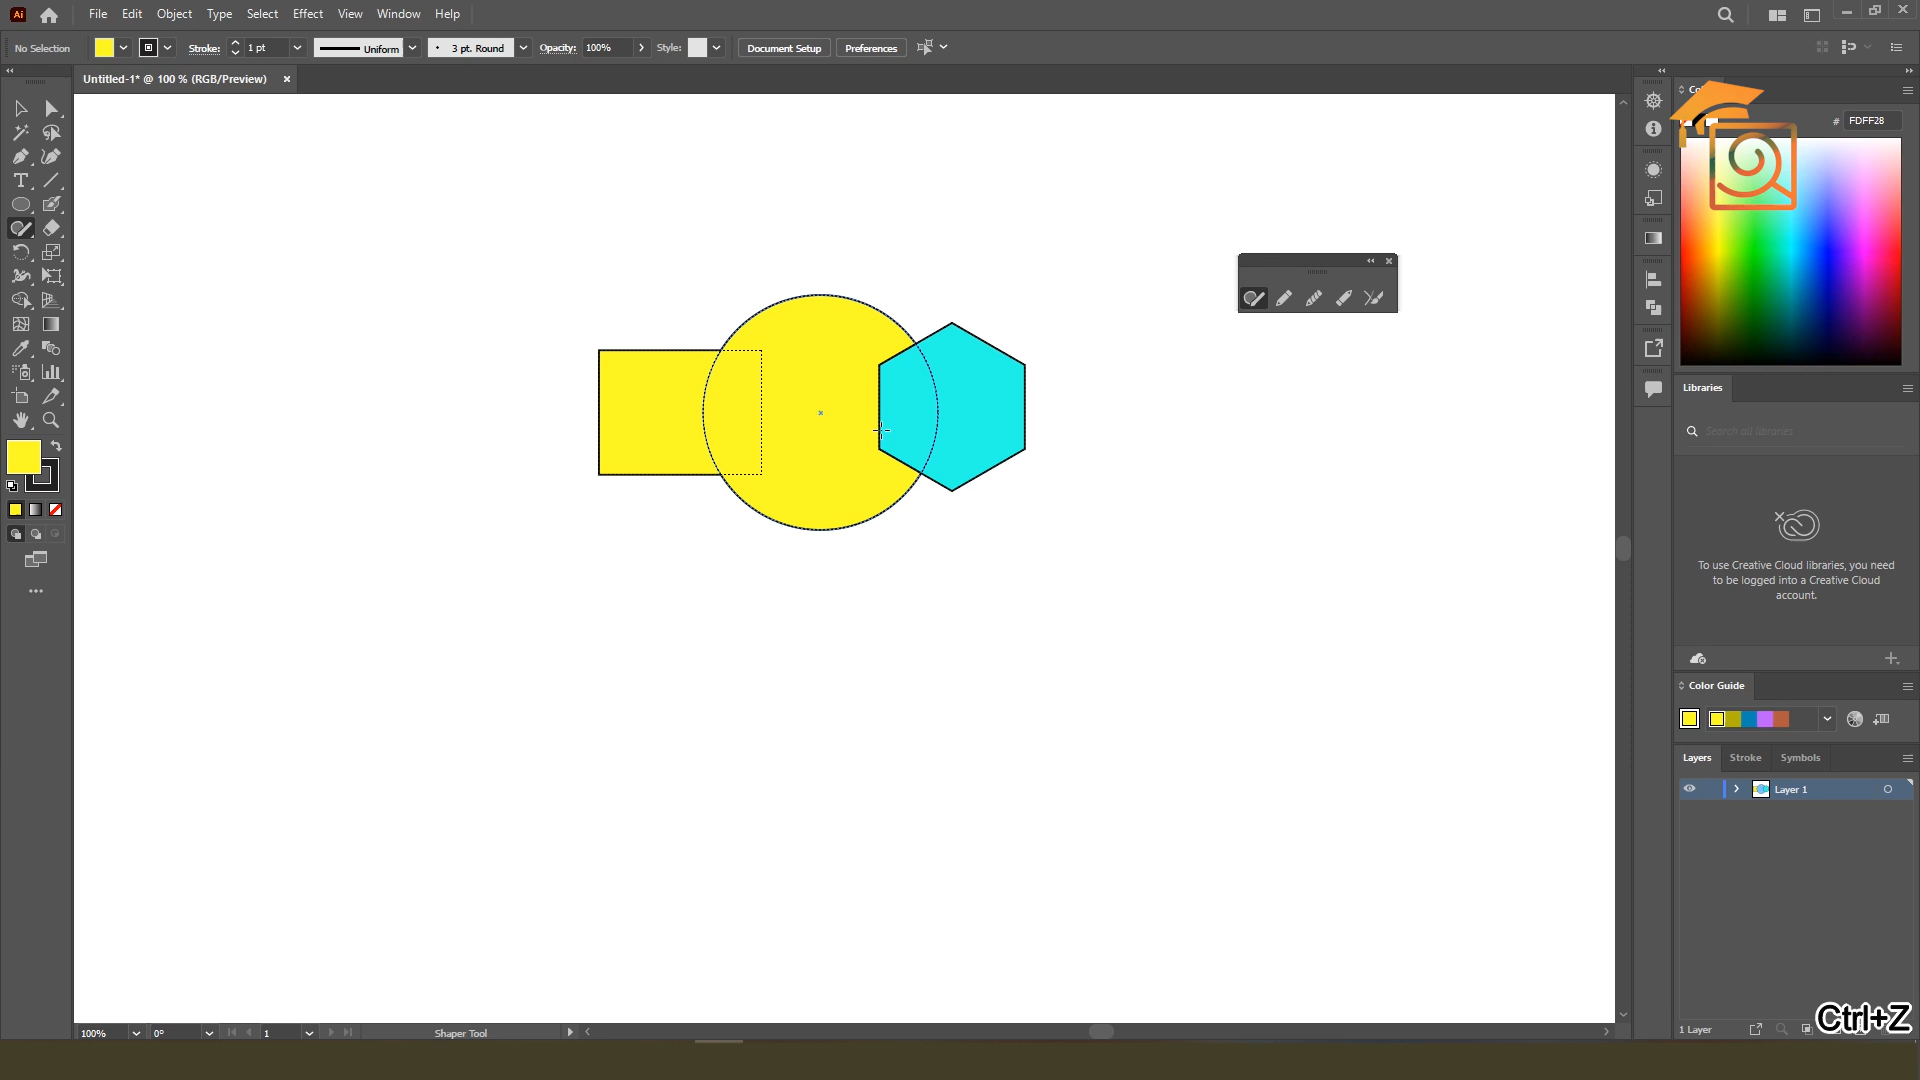 Ai File Edit Object Type Select Effect View Window Help
No Selection Stroke: 1 pt Uniform 3 pt. Round Opacity: 100% Style: Document Setup Preferences
Untitled-1* @ 100 % (RGB/Preview)
# FDFF28
Libraries
Search all libraries
To use Creative Cloud libraries, you need
to be logged into a Creative Cloud
account.
Color Guide
Layers Stroke Symbols
Layer 1
1 Layer
Ctrl+Z
100% 0° 1 Shaper Tool